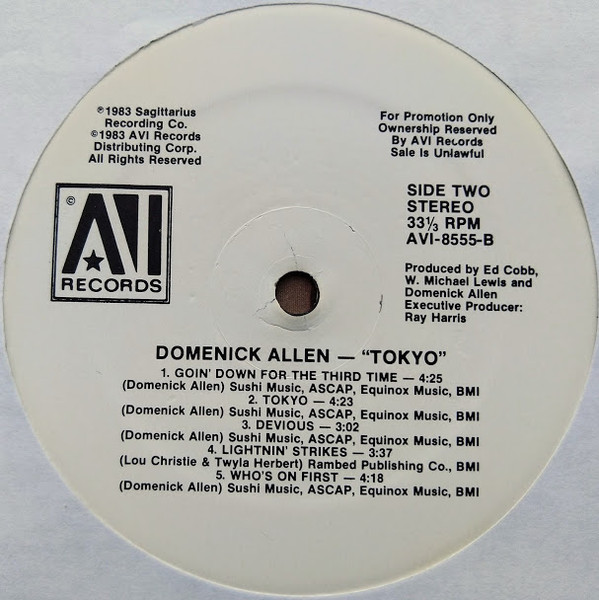 ℗1983 Sagittarius
Recording Co.
©1983 AVI Records
Distributing Corp.
All Rights Reserved
For Promotion Only
Ownership Reserved
By AVI Records
Sale Is Unlawful
© AVI
RECORDS
SIDE TWO
STEREO
33⅓ RPM
AVI-8555-B
Produced by Ed Cobb,
W. Michael Lewis and
Domenick Allen
Executive Producer:
Ray Harris
DOMENICK ALLEN — “TOKYO”
1. GOIN' DOWN FOR THE THIRD TIME — 4:25
(Domenick Allen) Sushi Music, ASCAP, Equinox Music, BMI
2. TOKYO — 4:23
(Domenick Allen) Sushi Music, ASCAP, Equinox Music, BMI
3. DEVIOUS — 3:02
(Domenick Allen) Sushi Music, ASCAP, Equinox Music, BMI
4. LIGHTNIN' STRIKES — 3:37
(Lou Christie & Twyla Herbert) Rambed Publishing Co., BMI
5. WHO'S ON FIRST — 4:18
(Domenick Allen) Sushi Music, ASCAP, Equinox Music, BMI